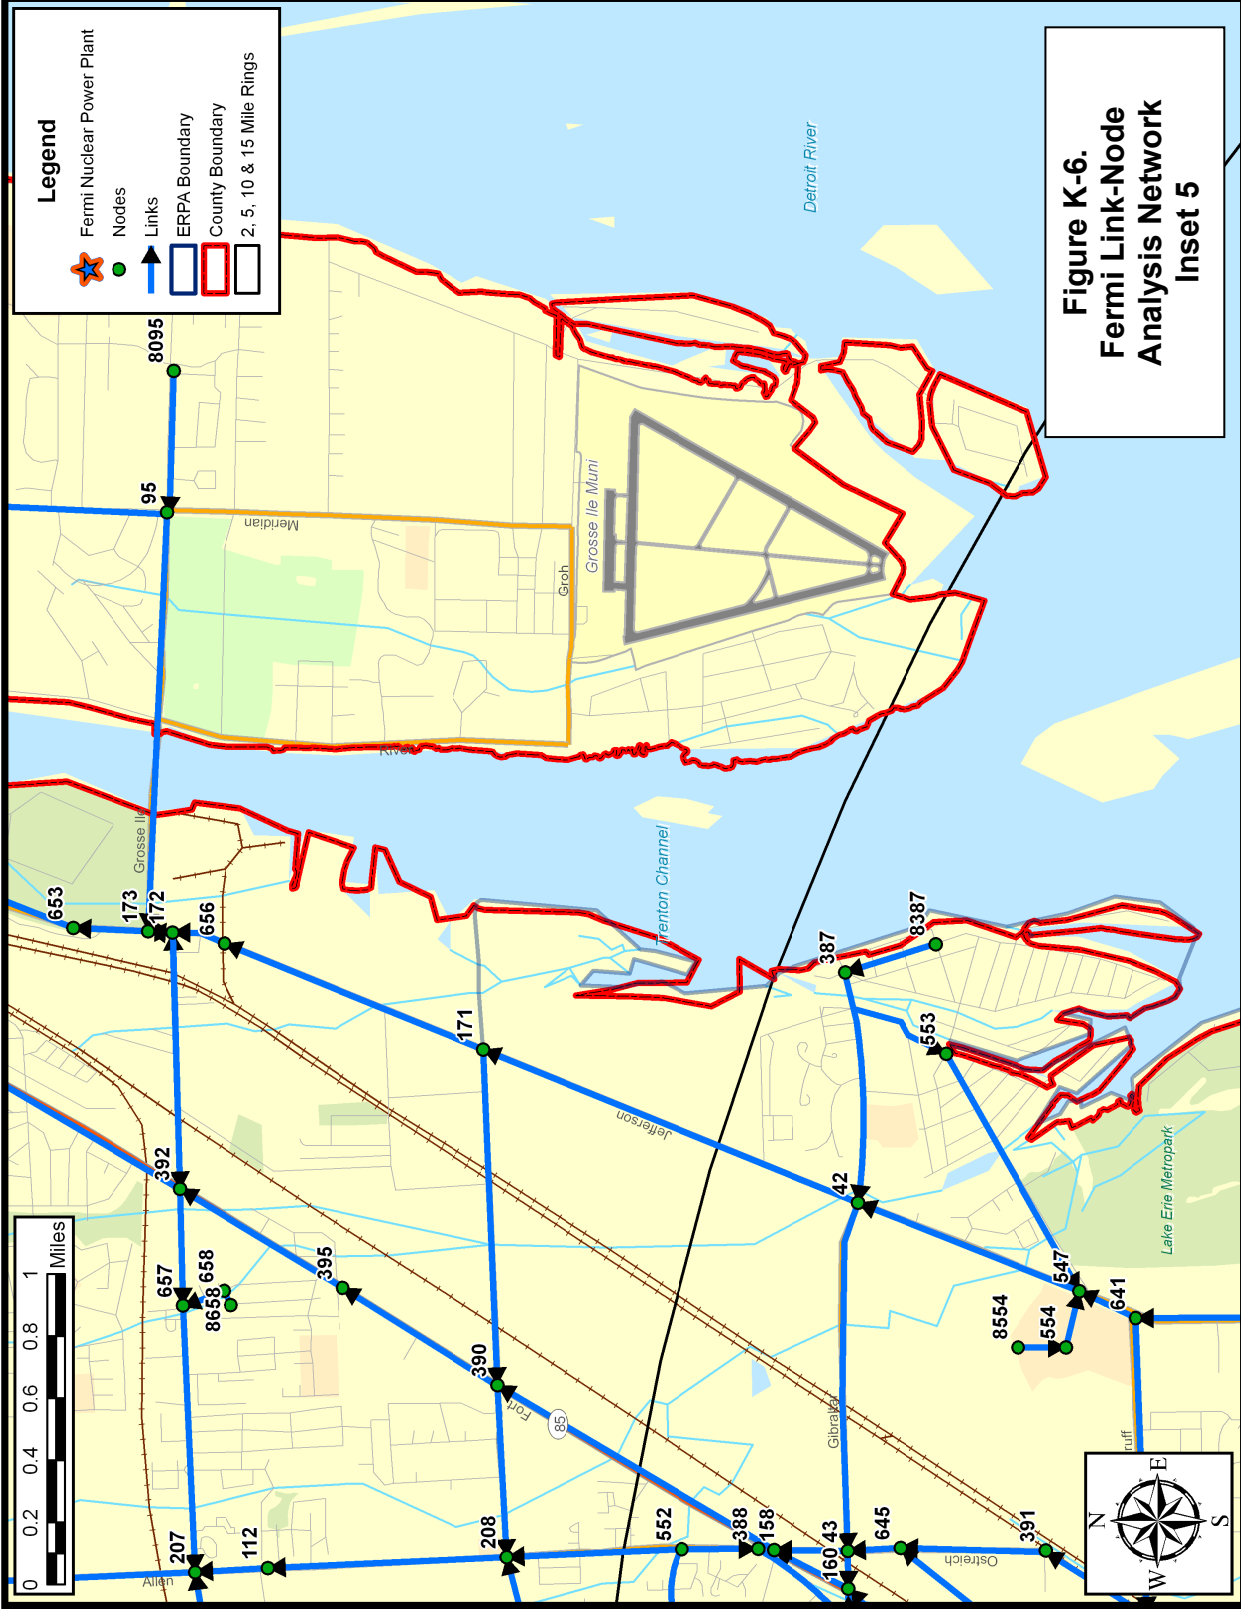 Legend
Fermi Nuclear Power Plant
Nodes
Links
ERPA Boundary
County Boundary
2, 5, 10 & 15 Mile Rings
Figure K-6.
Fermi Link-Node
Analysis Network
Inset 5
Detroit River
8095
95
Meridian
Groh
Grosse Ile Muni
River
Grosse Ile
Trenton Channel
653
173
172
656
171
387
8387
553
Jefferson
42
Lake Erie Metropark
392
657
658
8658
395
390
Fort
85
Gibraltar
547
641
8554
554
ruff
207
112
Allen
208
552
388
158
43
160
645
391
Ostreich
0 0.2 0.4 0.6 0.8 1
Miles
N
E
S
W